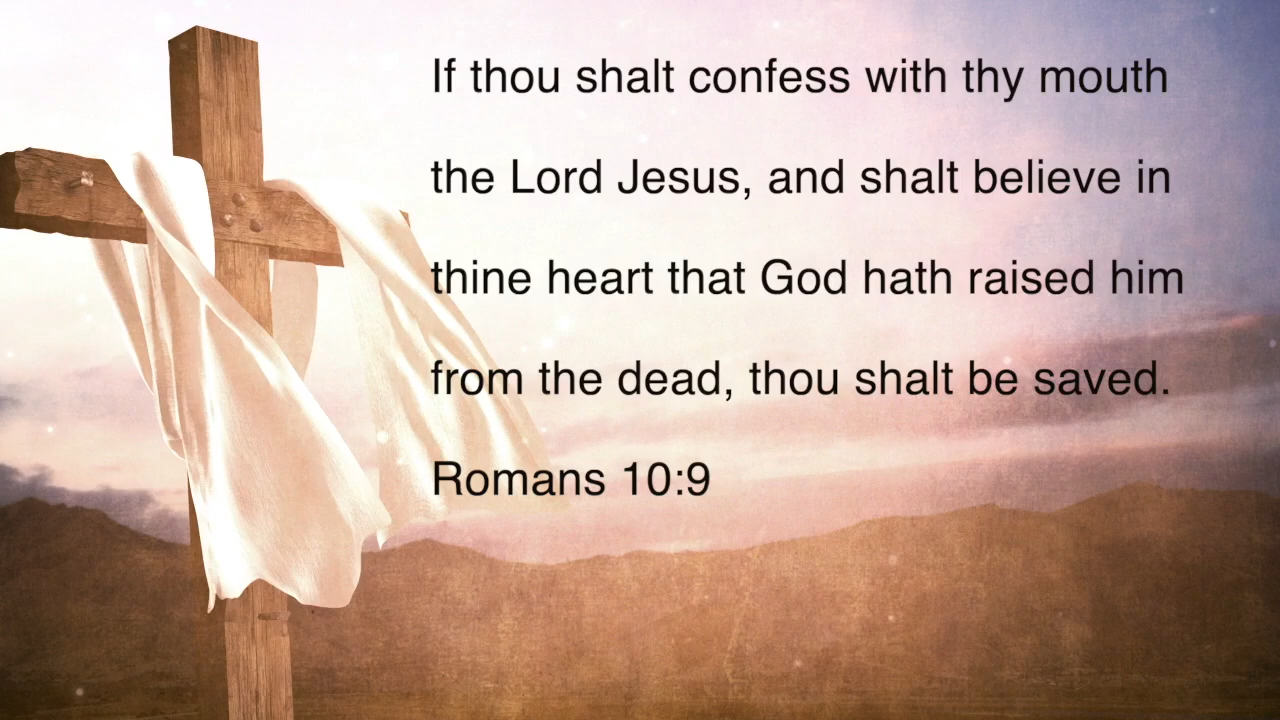 If thou shalt confess with thy mouth
the Lord Jesus, and shalt believe in
thine heart that God hath raised him
from the dead, thou shalt be saved.
Romans 10:9